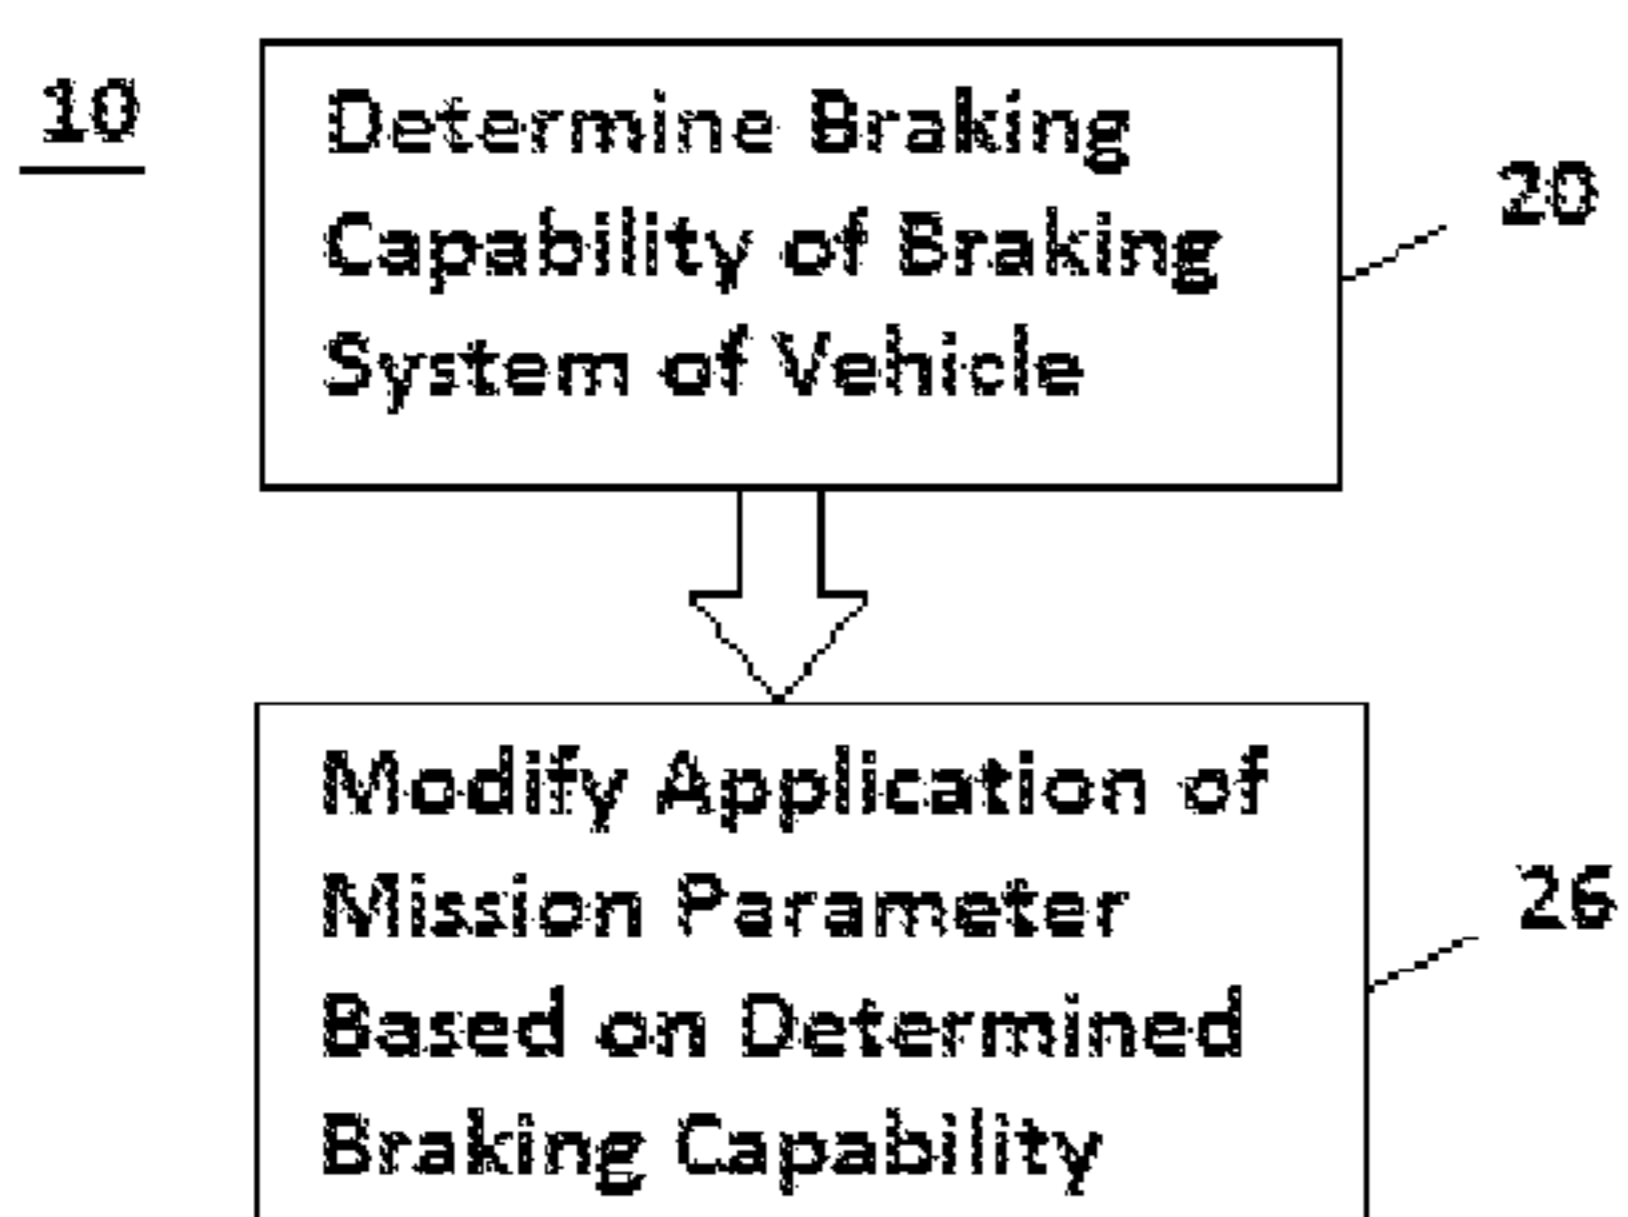 10
Determine Braking
Capability of Braking
System of Vehicle
20
Modify Application of
Mission Parameter
Based on Determined
Braking Capability
26